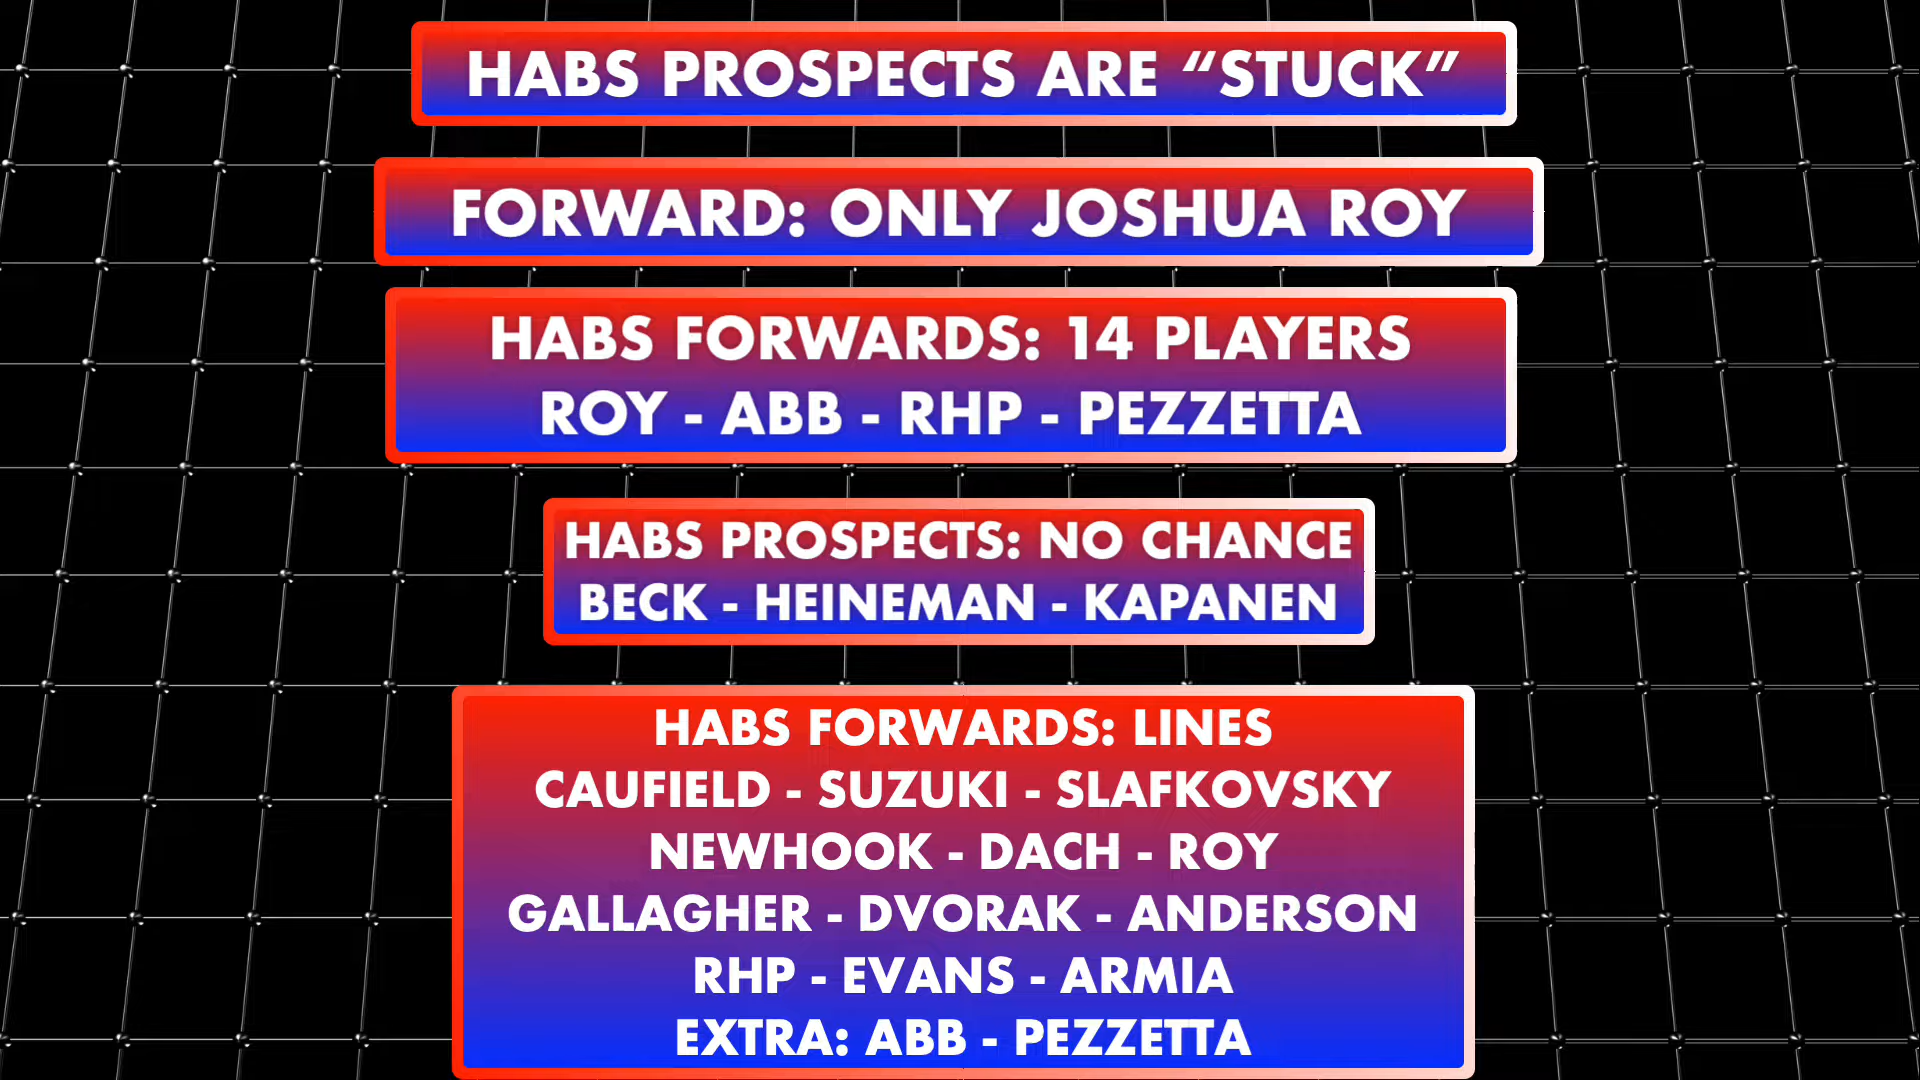 HABS PROSPECTS ARE “STUCK”
FORWARD: ONLY JOSHUA ROY
HABS FORWARDS: 14 PLAYERS
ROY - ABB - RHP - PEZZETTA
HABS PROSPECTS: NO CHANCE
BECK - HEINEMAN - KAPANEN
HABS FORWARDS: LINES
CAUFIELD - SUZUKI - SLAFKOVSKY
NEWHOOK - DACH - ROY
GALLAGHER - DVORAK - ANDERSON
RHP - EVANS - ARMIA
EXTRA: ABB - PEZZETTA